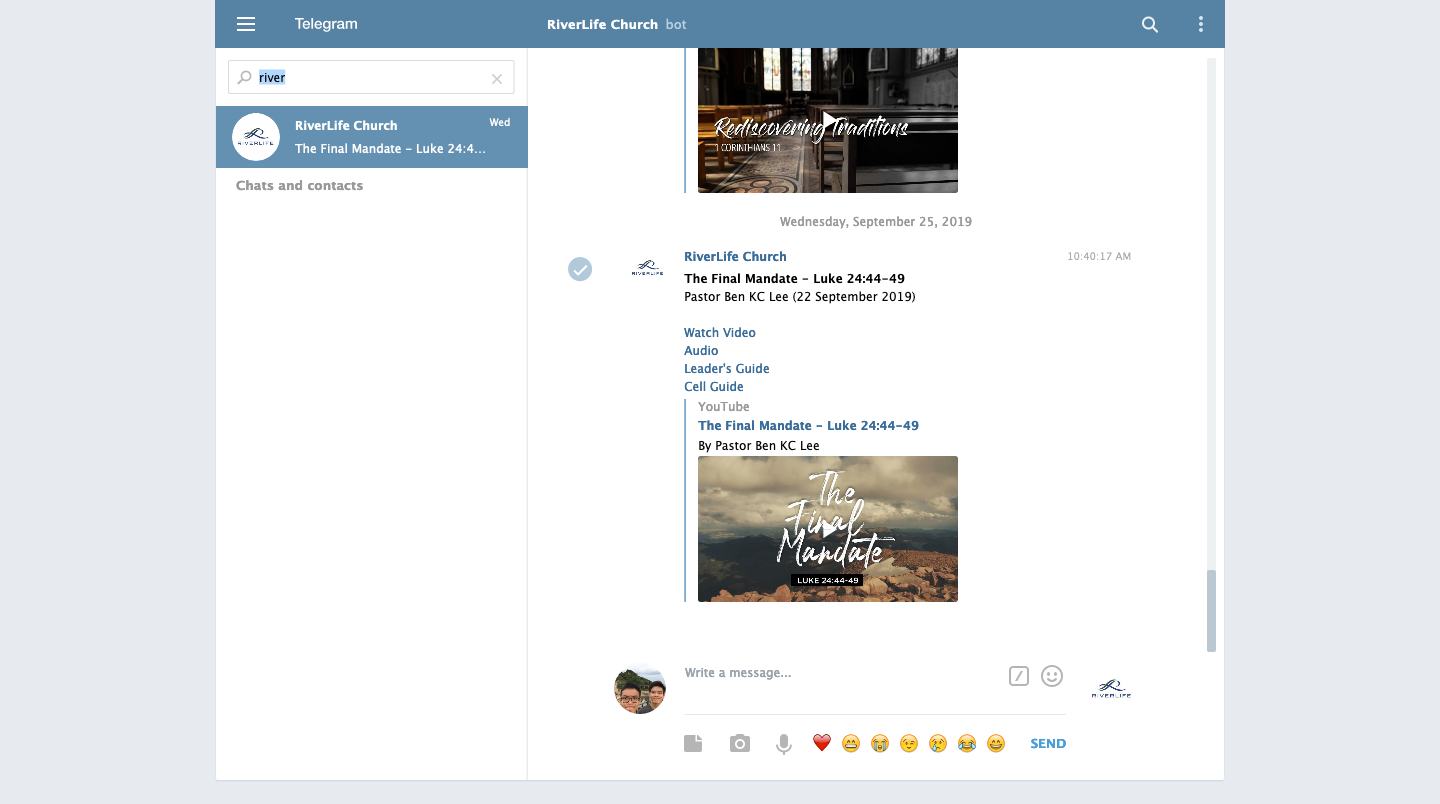 Telegram
RiverLife Church bot
river
RiverLife Church Wed
The Final Mandate – Luke 24:4...
RIVERLIFE
Chats and contacts
Rediscovering Traditions
1 CORINTHIANS 11
Wednesday, September 25, 2019
RIVERLIFE
RiverLife Church 10:40:17 AM
The Final Mandate – Luke 24:44–49
Pastor Ben KC Lee (22 September 2019)
Watch Video
Audio
Leader's Guide
Cell Guide
YouTube
The Final Mandate – Luke 24:44–49
By Pastor Ben KC Lee
The
Final
Mandate
LUKE 24:44-49
Write a message...
RIVERLIFE
SEND